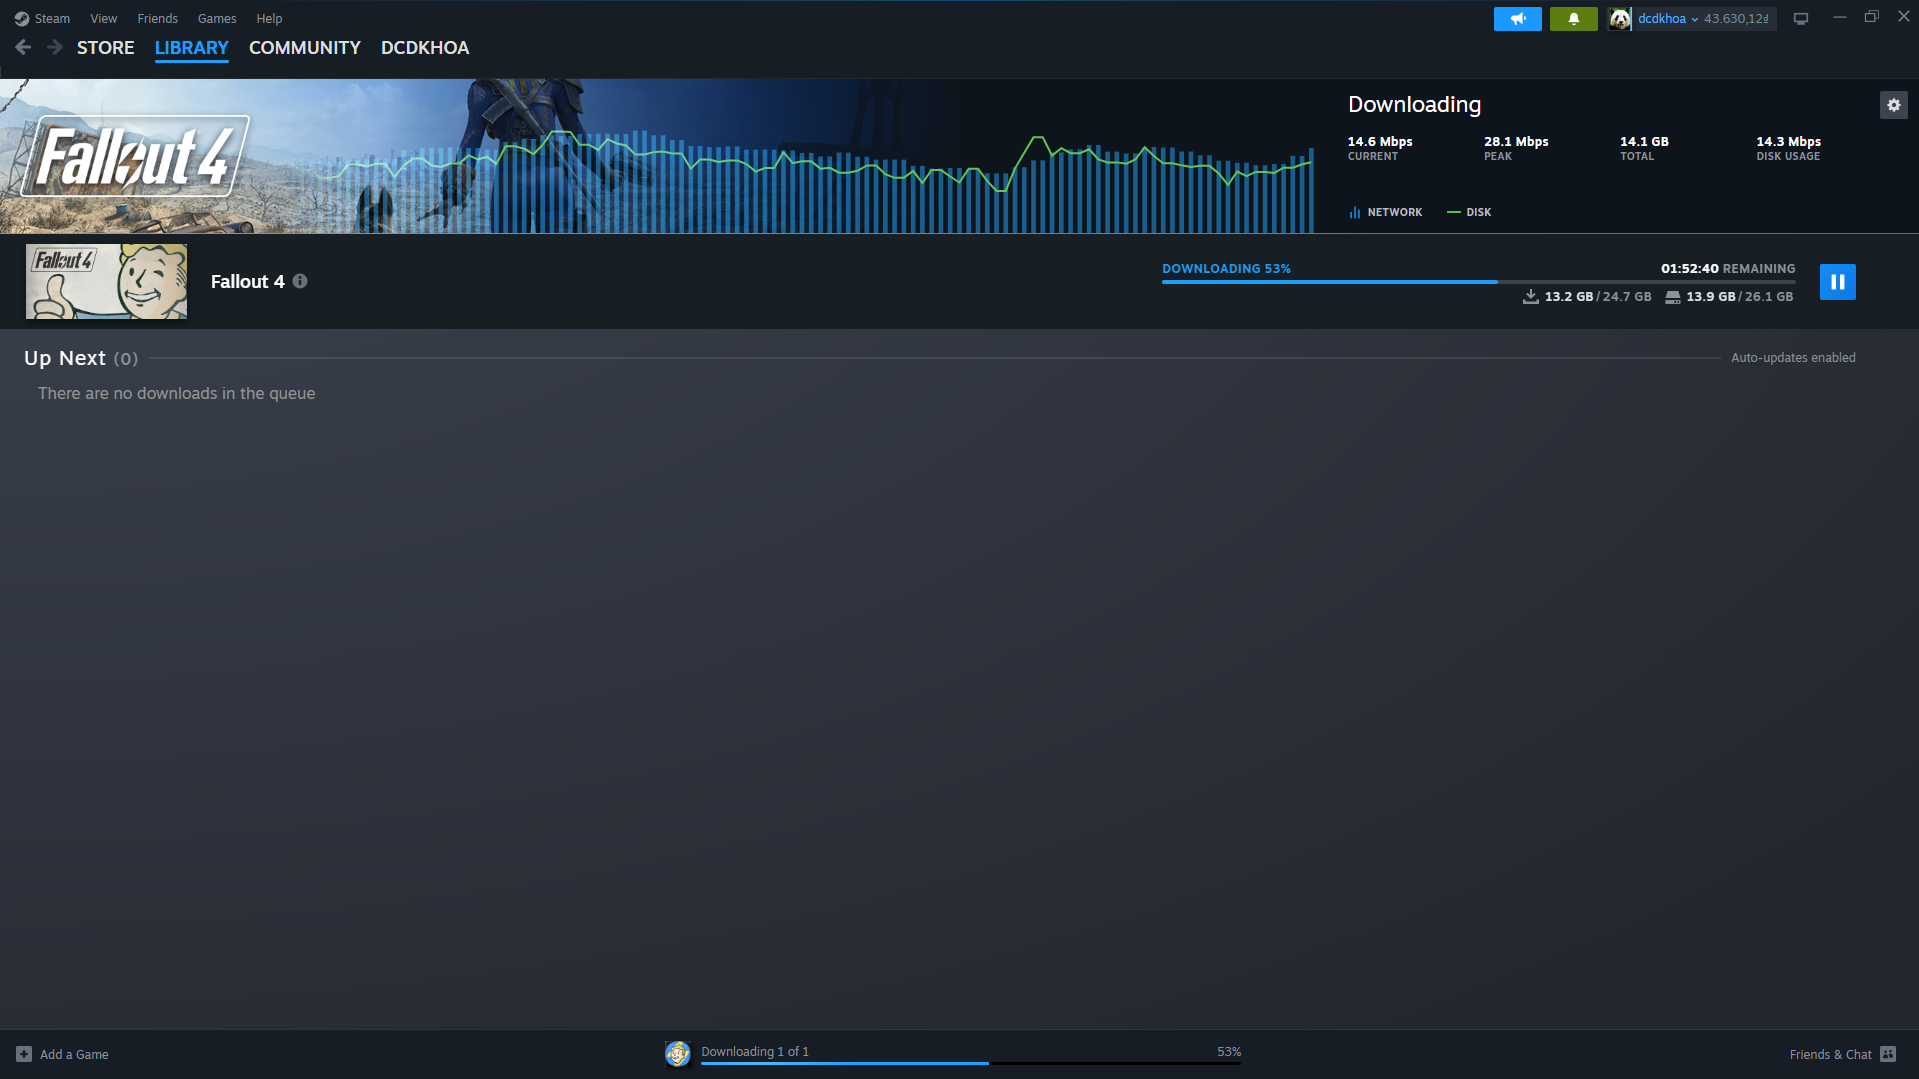 Steam View Friends Games Help
dcdkhoa 43.630,12₫
STORE LIBRARY COMMUNITY DCDKHOA
Fallout 4
Downloading
14.6 Mbps 28.1 Mbps 14.1 GB 14.3 Mbps
CURRENT PEAK TOTAL DISK USAGE
NETWORK DISK
Fallout 4
Fallout 4
DOWNLOADING 53% 01:52:40 REMAINING
13.2 GB / 24.7 GB 13.9 GB / 26.1 GB
Up Next (0) Auto-updates enabled
There are no downloads in the queue
Add a Game
Downloading 1 of 1 53%
Friends & Chat